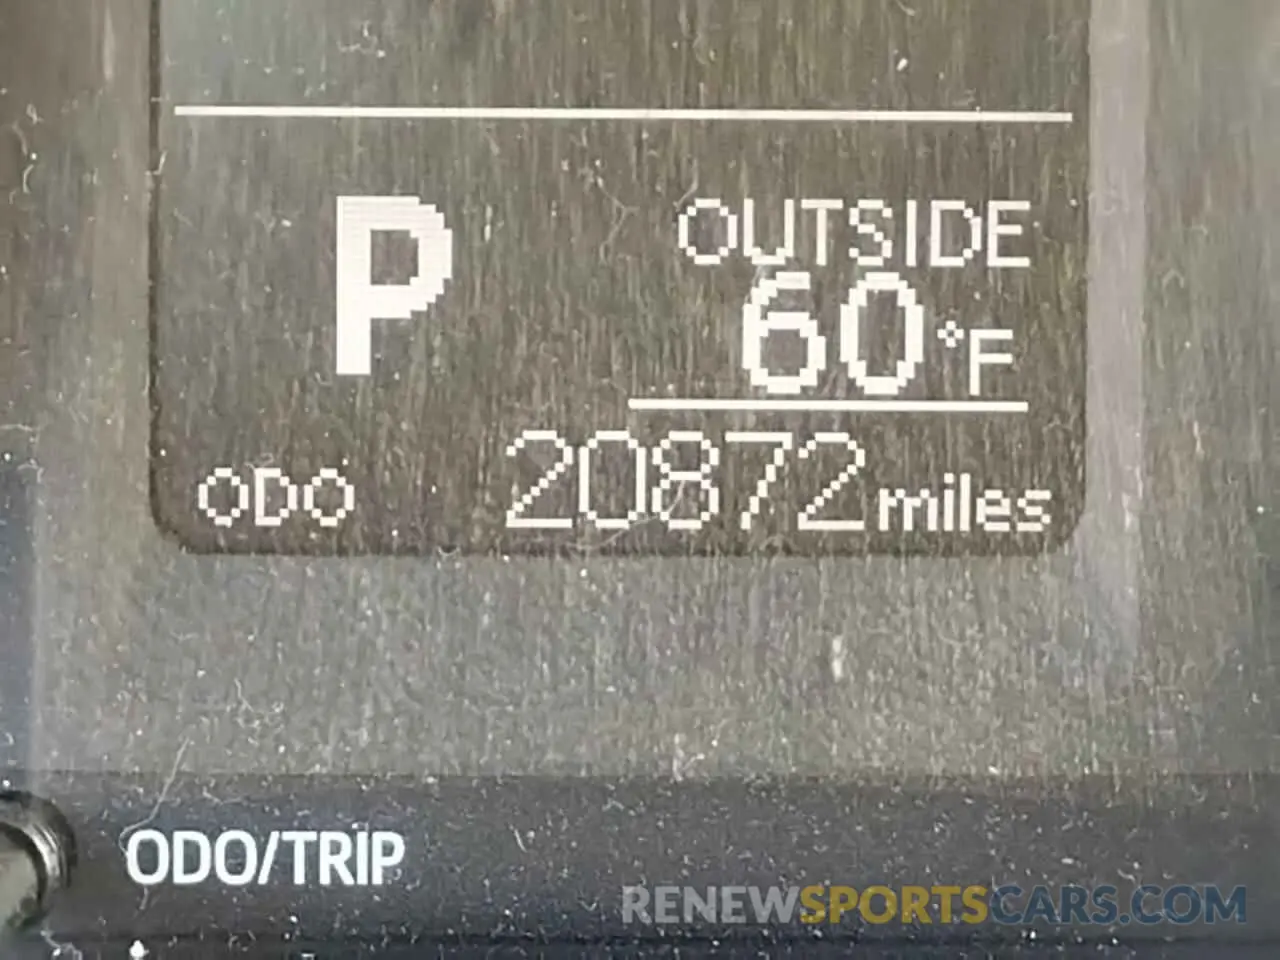 P
OUTSIDE
60 °F
ODO 20872 miles
ODO/TRIP
RENEWSPORTSCARS.COM